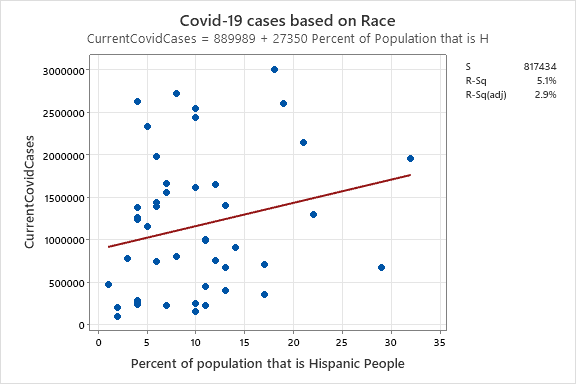 Covid-19 cases based on Race
CurrentCovidCases = 889989 + 27350 Percent of Population that is H
S 817434
R-Sq 5.1%
R-Sq(adj) 2.9%
CurrentCovidCases
3000000
2500000
2000000
1500000
1000000
500000
0
0 5 10 15 20 25 30 35
Percent of population that is Hispanic People